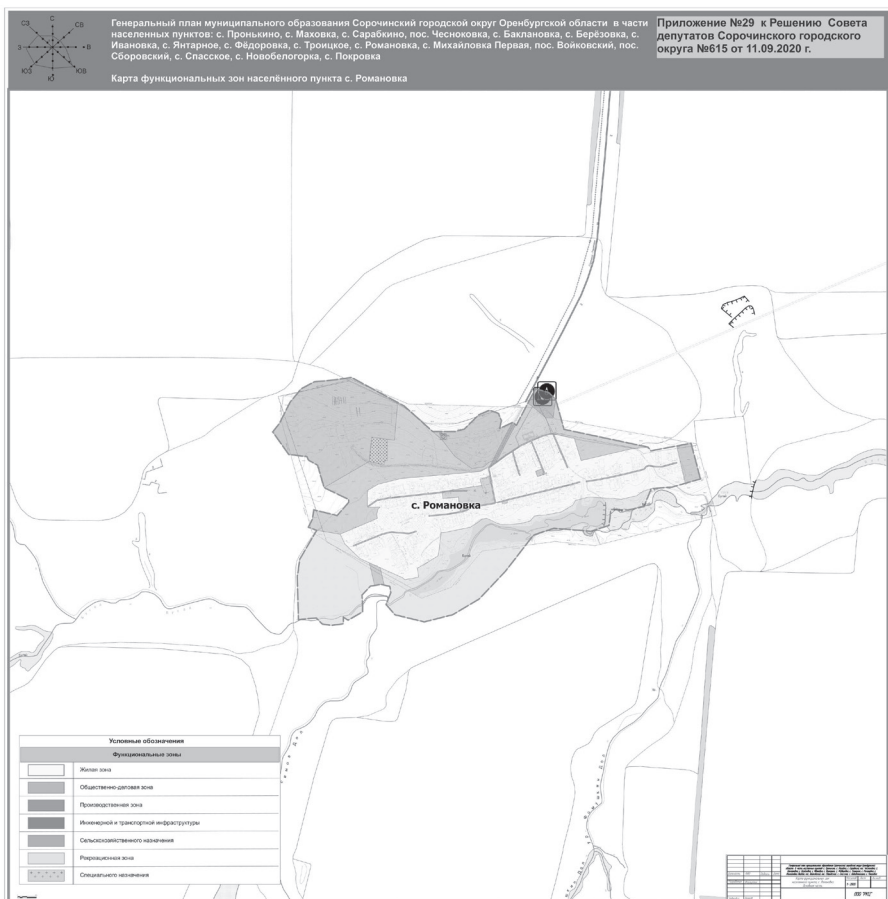 Генеральный план муниципального образования Сорочинский городской округ Оренбургской области в части
населенных пунктов: с. Пронькино, с. Маховка, с. Сарабкино, пос. Чесноковка, с. Баклановка, с. Берёзовка, с.
Ивановка, с. Янтарное, с. Фёдоровка, с. Троицкое, с. Романовка, с. Михайловка Первая, пос. Войковский, пос.
Сборовский, с. Спасское, с. Новобелогорка, с. Покровка
Карта функциональных зон населённого пункта с. Романовка
Приложение №29 к Решению Совета
депутатов Сорочинского городского
округа №615 от 11.09.2020 г.
С
СЗ
СВ
З
В
ЮЗ
ЮВ
Ю
с. Романовка
Условные обозначения
Функциональные зоны
Жилая зона
Общественно-деловая зона
Производственная зона
Инженерной и транспортной инфраструктуры
Сельскохозяйственного назначения
Рекреационная зона
Специального назначения